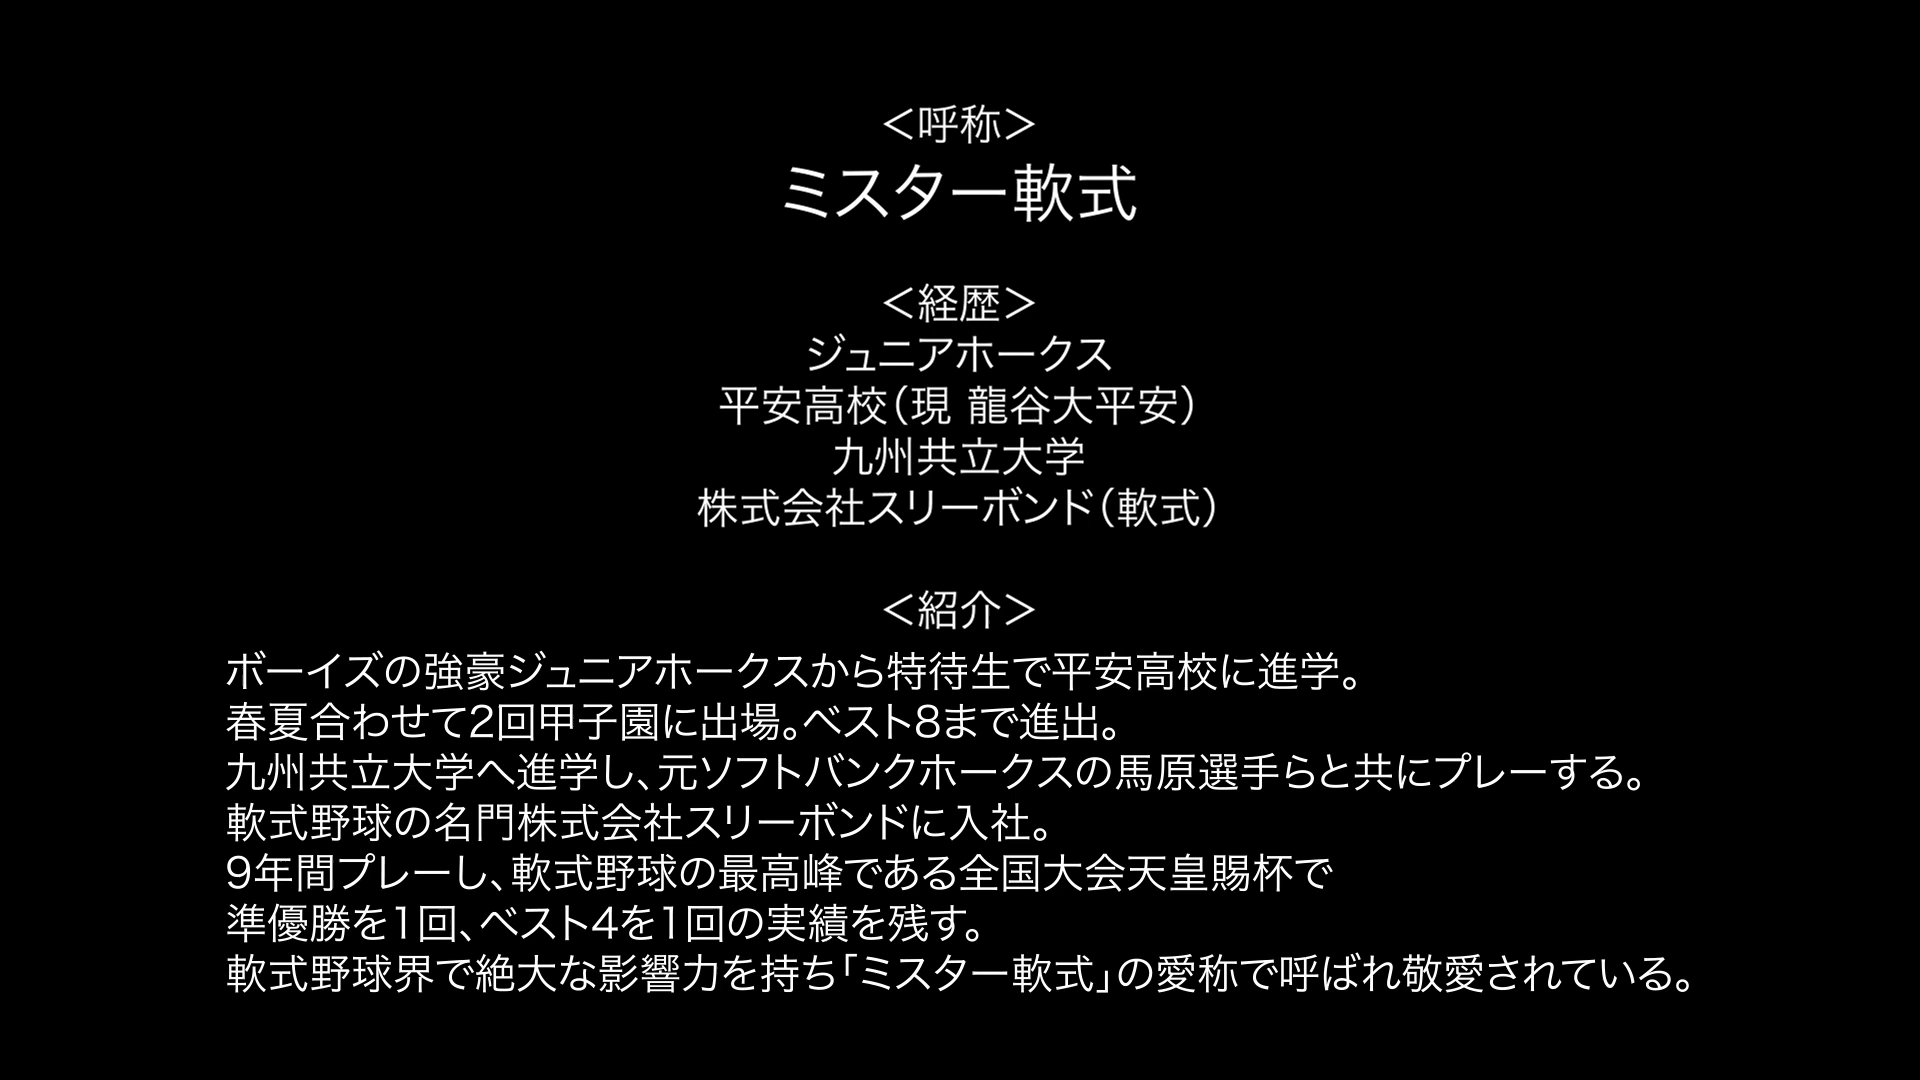 ＜呼称＞
ミスター軟式
＜経歴＞
ジュニアホークス
平安高校（現 龍谷大平安）
九州共立大学
株式会社スリーボンド（軟式）
＜紹介＞
ボーイズの強豪ジュニアホークスから特待生で平安高校に進学。
春夏合わせて2回甲子園に出場。ベスト8まで進出。
九州共立大学へ進学し、元ソフトバンクホークスの馬原選手らと共にプレーする。
軟式野球の名門株式会社スリーボンドに入社。
9年間プレーし、軟式野球の最高峰である全国大会天皇賜杯で
準優勝を1回、ベスト4を1回の実績を残す。
軟式野球界で絶大な影響力を持ち「ミスター軟式」の愛称で呼ばれ敬愛されている。